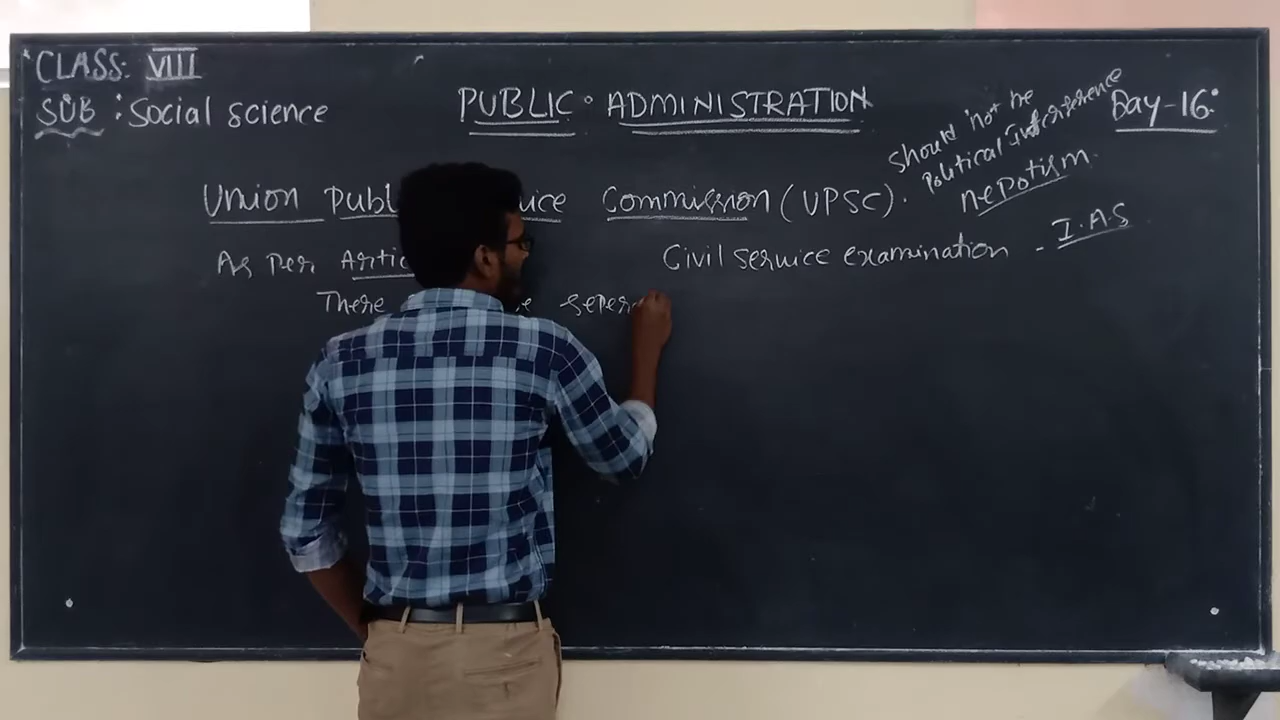 CLASS: VIII
SUB: Social science
PUBLIC ADMINISTRATION
Day-16:
should not be
Political Interference
nepotism.
Union Publ ice Commission (UPSC).
As Per Artic
Civil service examination - I.A.S
There e seper